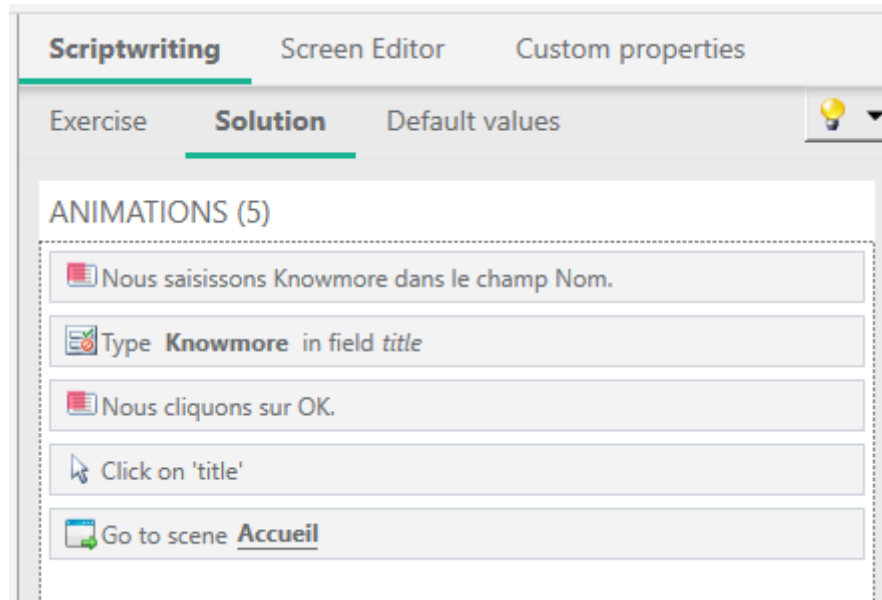 Scriptwriting Screen Editor Custom properties
Exercise Solution Default values
ANIMATIONS (5)
Nous saisissons Knowmore dans le champ Nom.
Type Knowmore in field title
Nous cliquons sur OK.
Click on 'title'
Go to scene Accueil